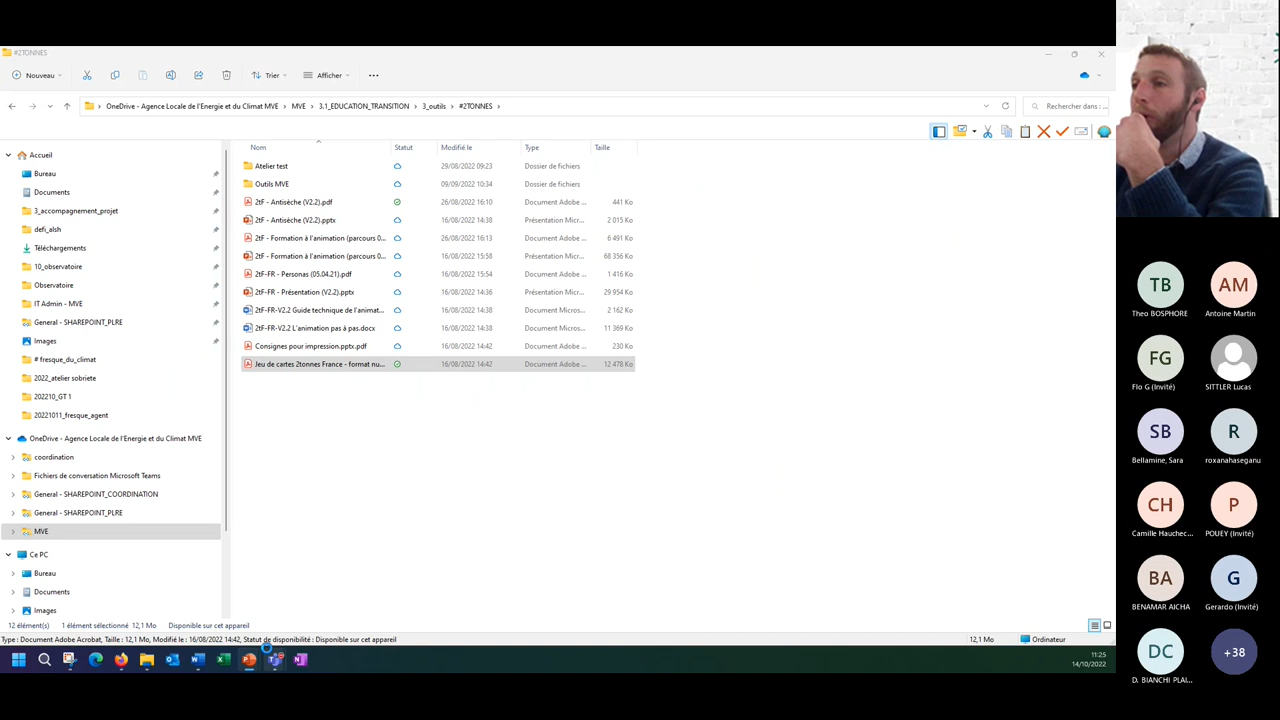 #2TONNES
Nouveau
Trier
Afficher
OneDrive - Agence Locale de l'Energie et du Climat MVE > MVE > 3.1_EDUCATION_TRANSITION > 3_outils > #2TONNES >
Rechercher dans : ...
Nom Statut Modifié le Type Taille
Atelier test 29/08/2022 09:23 Dossier de fichiers
Outils MVE 09/09/2022 10:34 Dossier de fichiers
2tF - Antisèche (V2.2).pdf 26/08/2022 16:10 Document Adobe ... 441 Ko
2tF - Antisèche (V2.2).pptx 16/08/2022 14:38 Présentation Micr... 2 015 Ko
2tF - Formation à l'animation (parcours 0... 26/08/2022 16:13 Document Adobe ... 6 491 Ko
2tF - Formation à l'animation (parcours 0... 16/08/2022 15:58 Présentation Micr... 68 356 Ko
2tF-FR - Personas (05.04.21).pdf 16/08/2022 15:54 Document Adobe ... 1 416 Ko
2tF-FR - Présentation (V2.2).pptx 16/08/2022 14:36 Présentation Micr... 29 954 Ko
2tF-FR-V2.2 Guide technique de l'animat... 16/08/2022 14:38 Document Micros... 2 162 Ko
2tF-FR-V2.2 L'animation pas à pas.docx 16/08/2022 14:38 Document Micros... 11 369 Ko
Consignes pour impression.pptx.pdf 16/08/2022 14:42 Document Adobe ... 230 Ko
Jeu de cartes 2tonnes France - format nu... 16/08/2022 14:42 Document Adobe ... 12 478 Ko
Accueil
Bureau
Documents
3_accompagnement_projet
defi_alsh
Téléchargements
10_observatoire
Observatoire
IT Admin - MVE
General - SHAREPOINT_PLRE
Images
# fresque_du_climat
2022_atelier sobriete
202210_GT 1
20221011_fresque_agent
OneDrive - Agence Locale de l'Energie et du Climat MVE
coordination
Fichiers de conversation Microsoft Teams
General - SHAREPOINT_COORDINATION
General - SHAREPOINT_PLRE
MVE
Ce PC
Bureau
Documents
Images
12 élément(s) 1 élément sélectionné 12,1 Mo Disponible sur cet appareil
Type : Document Adobe Acrobat, Taille : 12,1 Mo, Modifié le : 16/08/2022 14:42, Statut de disponibilité : Disponible sur cet appareil 12,1 Mo Ordinateur
11:25
14/10/2022
TB AM
Theo BOSPHORE Antoine Martin
FG
Flo G (Invité) SITTLER Lucas
SB R
Bellamine, Sara roxanahaseganu
CH P
Camille Hauchec... POUEY (Invité)
BA G
BENAMAR AICHA Gerardo (Invité)
DC +38
D. BIANCHI PLAI...